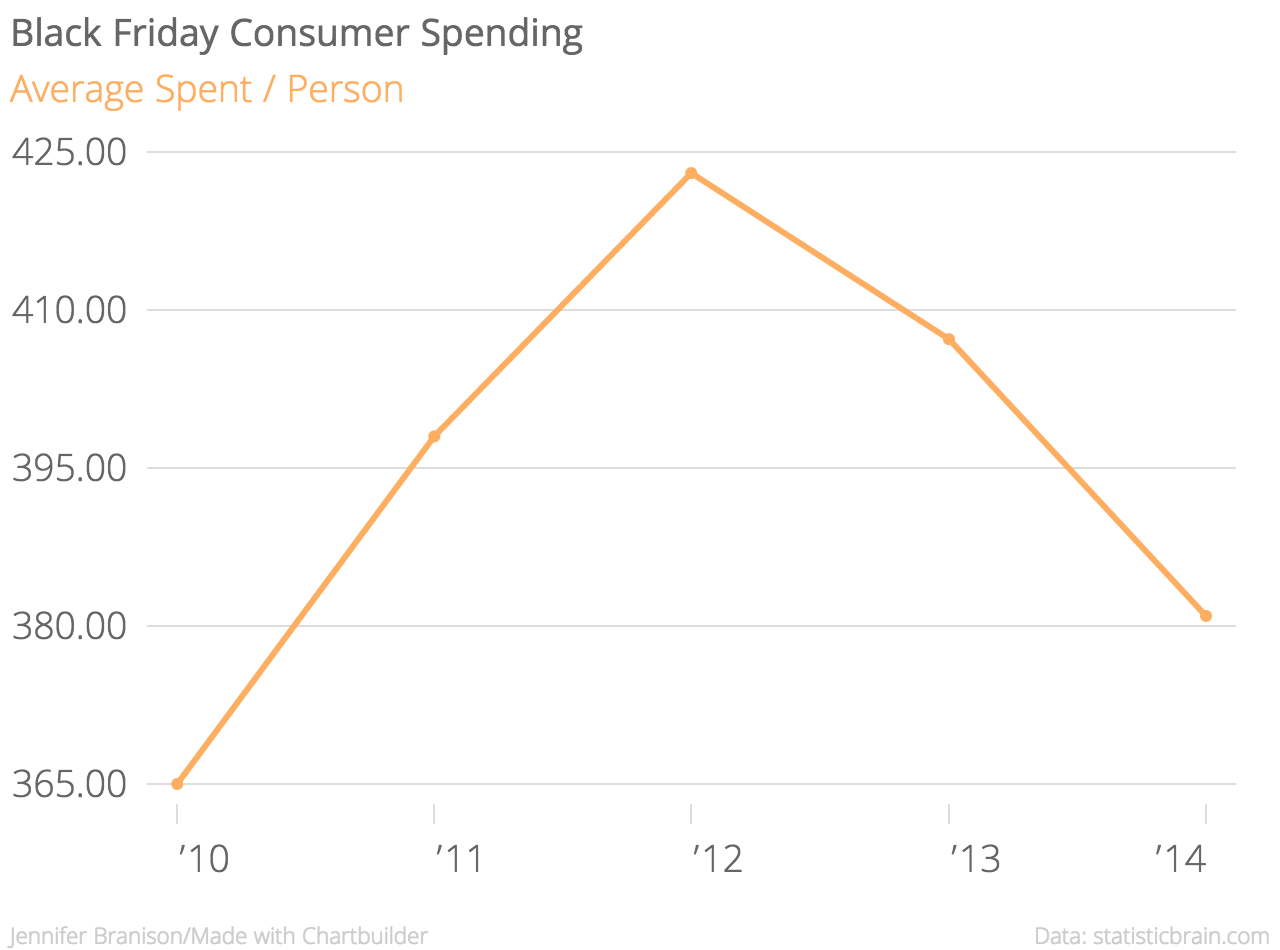 Black Friday Consumer Spending
Average Spent / Person
425.00
410.00
395.00
380.00
365.00
’10 ’11 ’12 ’13 ’14
Jennifer Branison/Made with Chartbuilder Data: statisticbrain.com